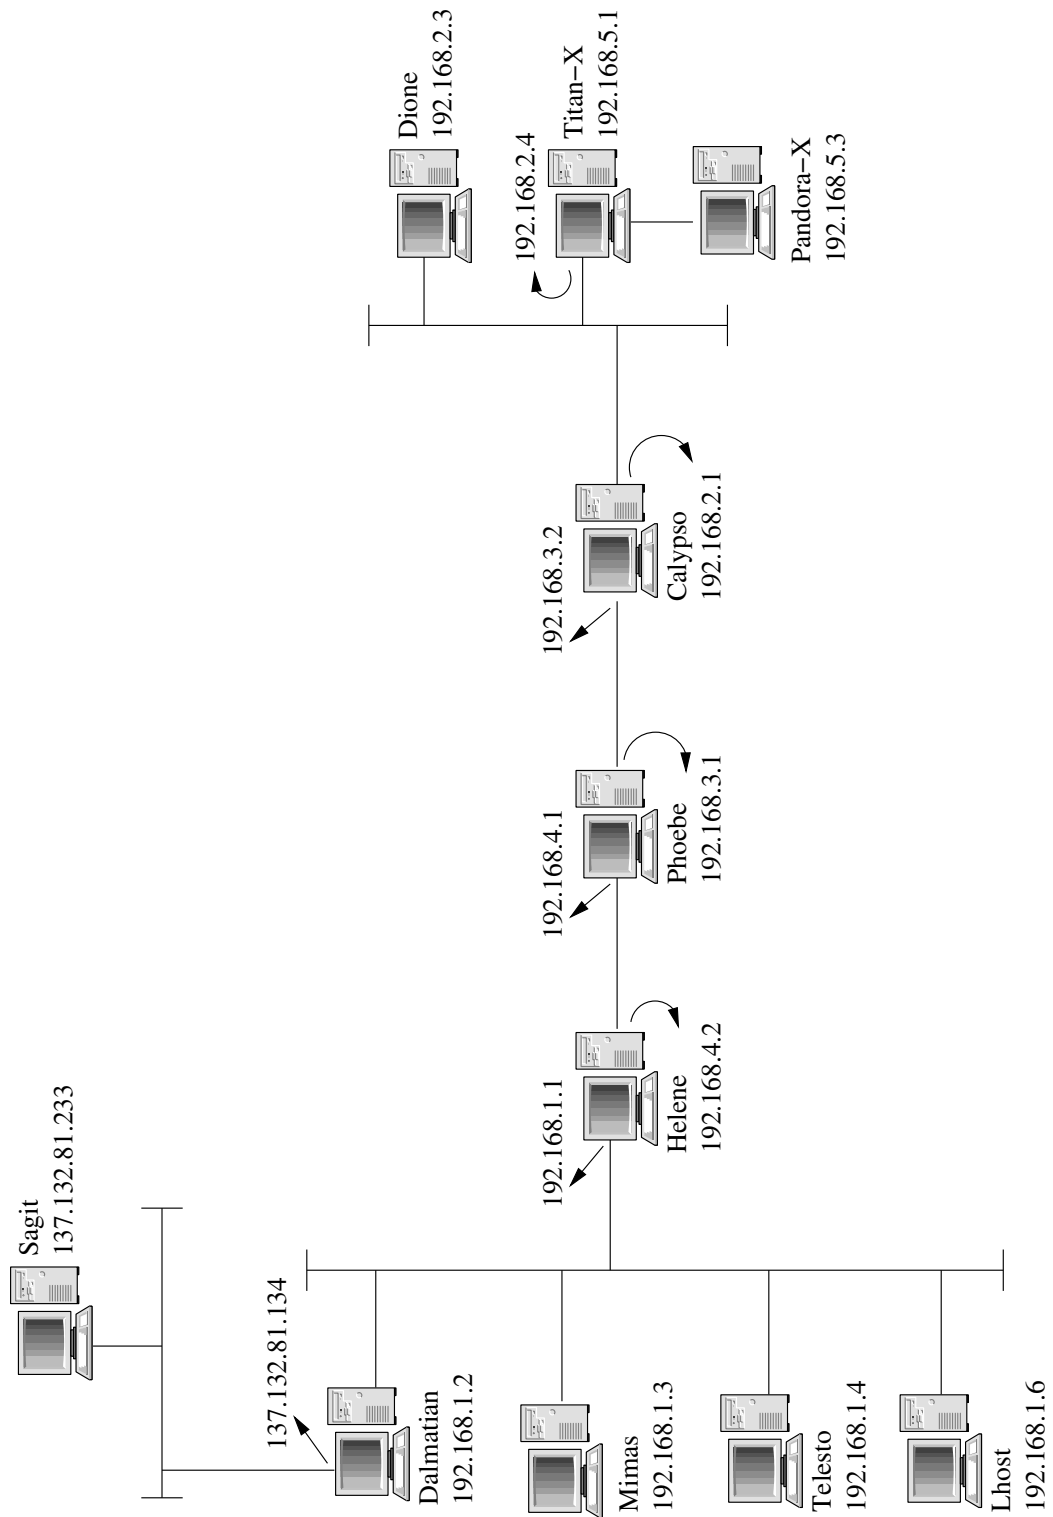 Sagit
137.132.81.233
137.132.81.134
Dalmatian
192.168.1.2
Mimas
192.168.1.3
Telesto
192.168.1.4
Lhost
192.168.1.6
192.168.1.1
Helene
192.168.4.2
192.168.4.1
Phoebe
192.168.3.1
192.168.3.2
Calypso
192.168.2.1
Dione
192.168.2.3
192.168.2.4
Titan-X
192.168.5.1
Pandora-X
192.168.5.3